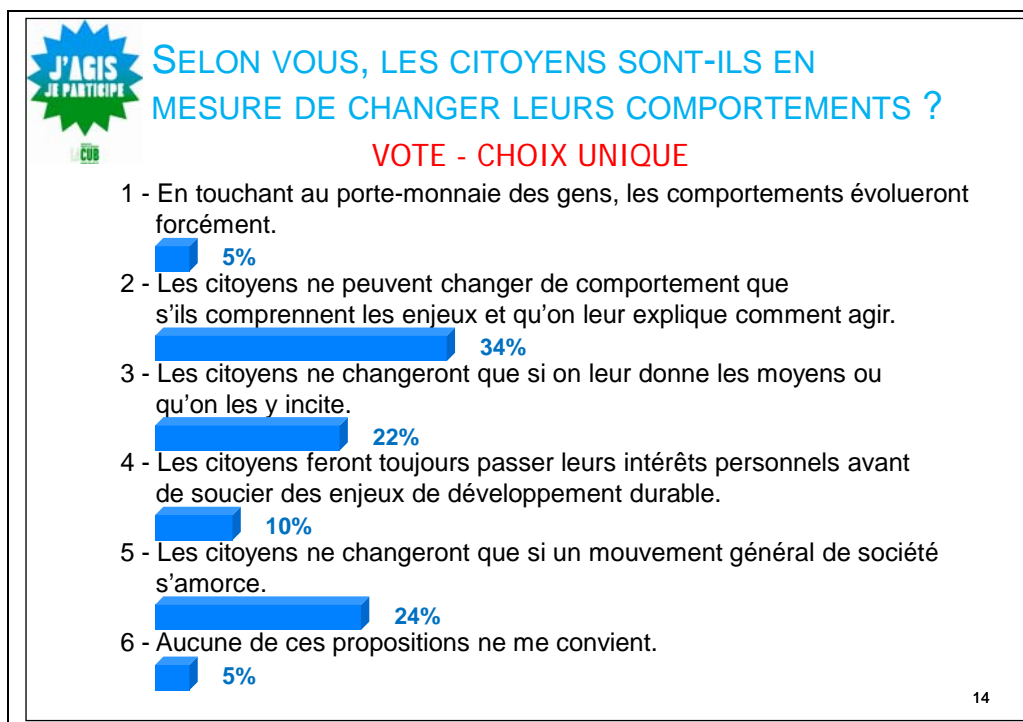 J'AGIS
JE PARTICIPE
LACUB
SELON VOUS, LES CITOYENS SONT-ILS EN
MESURE DE CHANGER LEURS COMPORTEMENTS ?
VOTE - CHOIX UNIQUE
1 - En touchant au porte-monnaie des gens, les comportements évolueront
forcément.
5%
2 - Les citoyens ne peuvent changer de comportement que
s'ils comprennent les enjeux et qu'on leur explique comment agir.
34%
3 - Les citoyens ne changeront que si on leur donne les moyens ou
qu'on les y incite.
22%
4 - Les citoyens feront toujours passer leurs intérêts personnels avant
de soucier des enjeux de développement durable.
10%
5 - Les citoyens ne changeront que si un mouvement général de société
s'amorce.
24%
6 - Aucune de ces propositions ne me convient.
5%
14